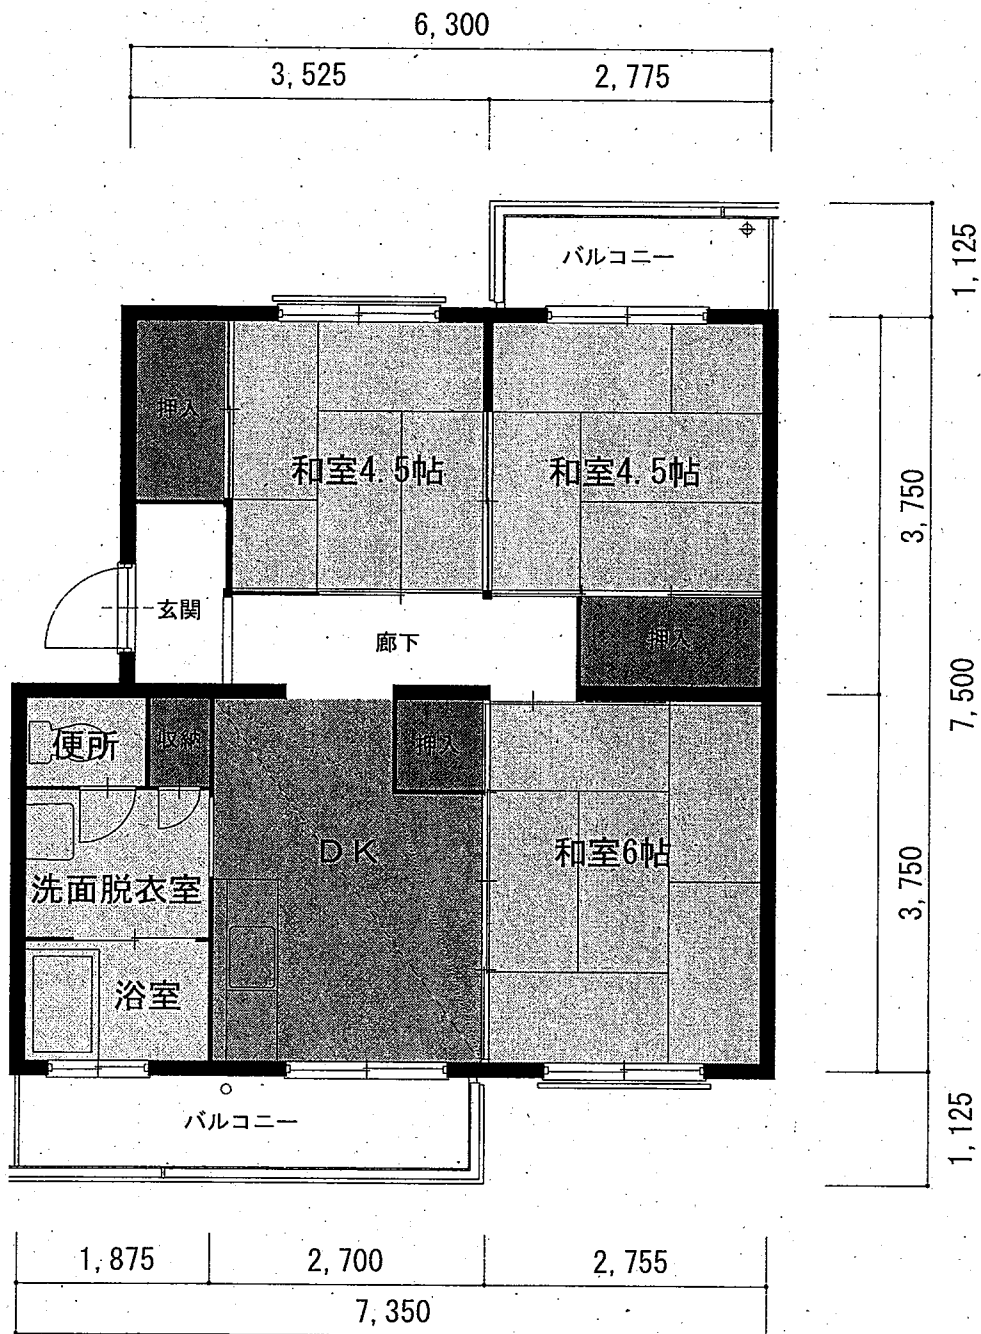 6,300
3,525
2,775
バルコニー
1,125
押入
和室4.5帖
和室4.5帖
3,750
玄関
廊下
押入
7,500
便所
収納
押入
DK
和室6帖
3,750
洗面脱衣室
浴室
バルコニー
1,125
1,875
2,700
2,755
7,350